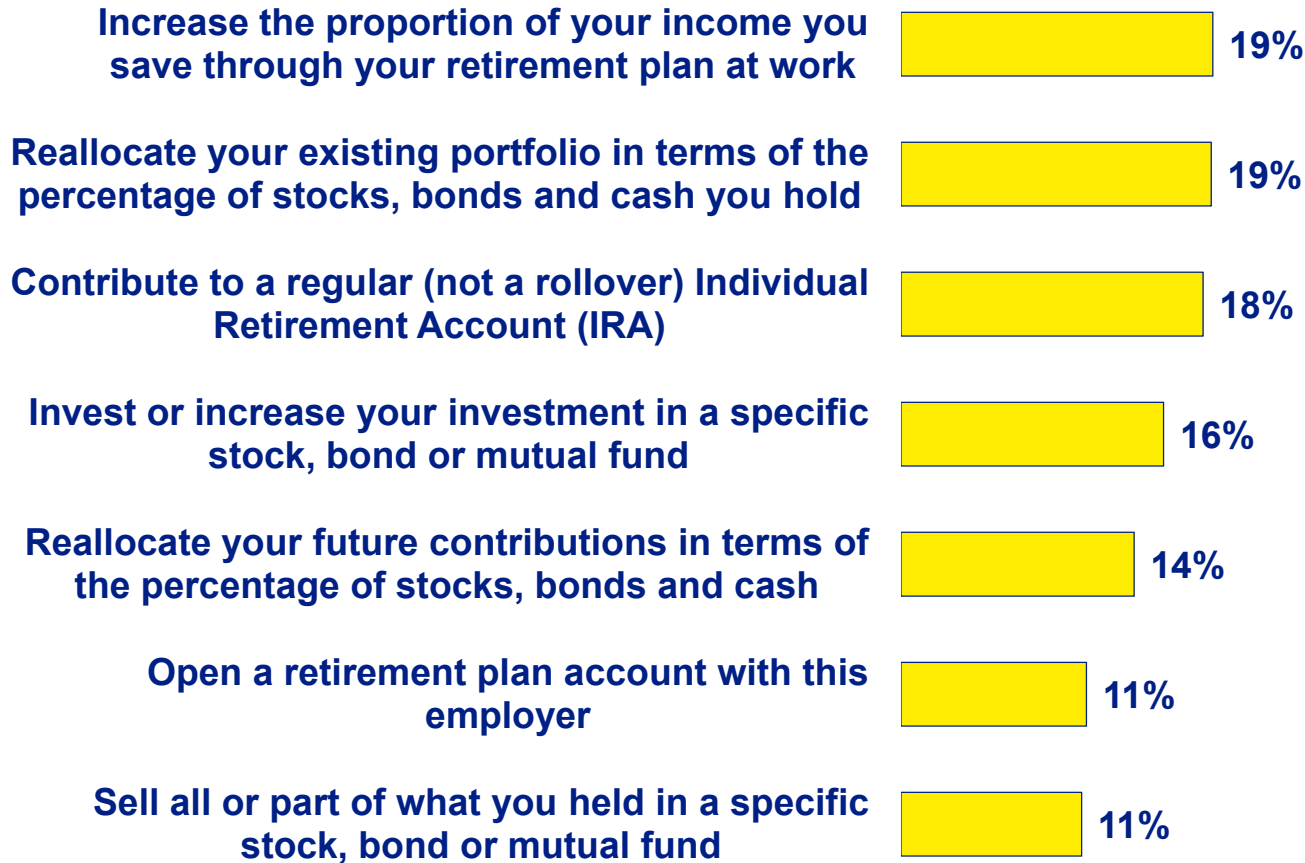 Increase the proportion of your income you
save through your retirement plan at work
19%
Reallocate your existing portfolio in terms of the
percentage of stocks, bonds and cash you hold
19%
Contribute to a regular (not a rollover) Individual
Retirement Account (IRA)
18%
Invest or increase your investment in a specific
stock, bond or mutual fund
16%
Reallocate your future contributions in terms of
the percentage of stocks, bonds and cash
14%
Open a retirement plan account with this
employer
11%
Sell all or part of what you held in a specific
stock, bond or mutual fund
11%